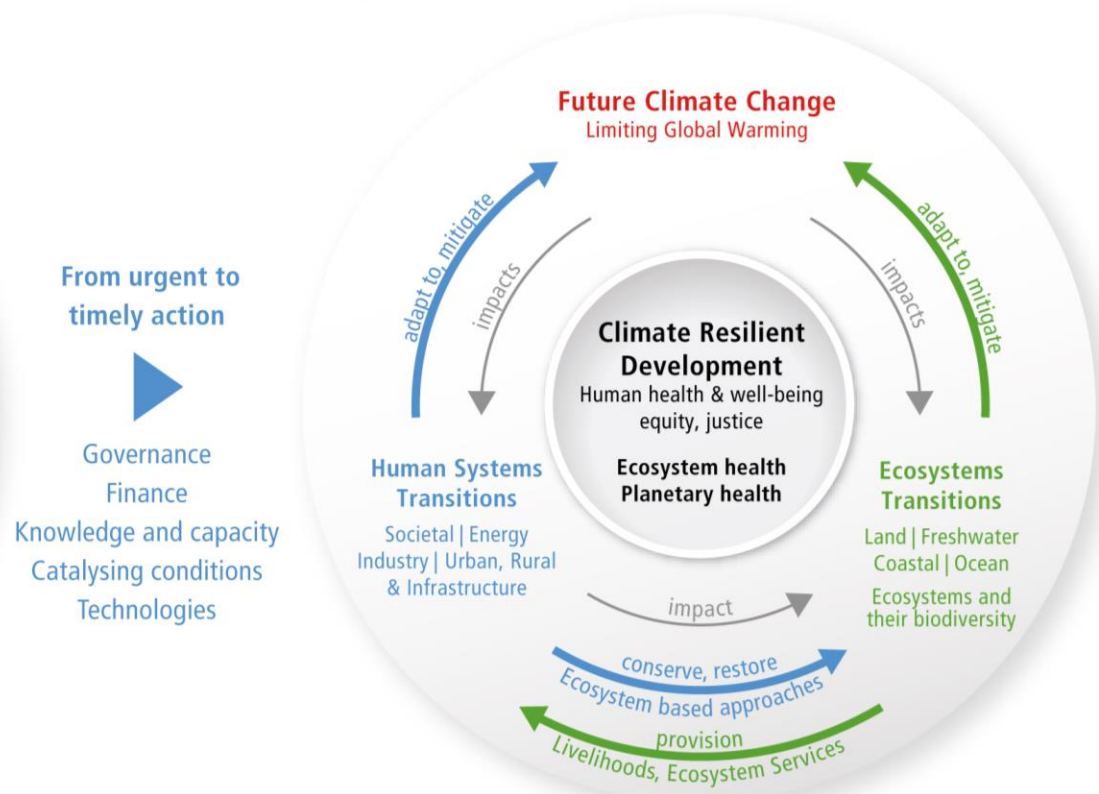 From urgent to
timely action
Governance
Finance
Knowledge and capacity
Catalysing conditions
Technologies
Future Climate Change
Limiting Global Warming
adapt to, mitigate
impacts
impacts
adapt to, mitigate
Climate Resilient
Development
Human health & well-being
equity, justice
Ecosystem health
Planetary health
Human Systems
Transitions
Societal | Energy
Industry | Urban, Rural
& Infrastructure
Ecosystems
Transitions
Land | Freshwater
Coastal | Ocean
Ecosystems and
their biodiversity
impact
conserve, restore
Ecosystem based approaches
provision
Livelihoods, Ecosystem Services